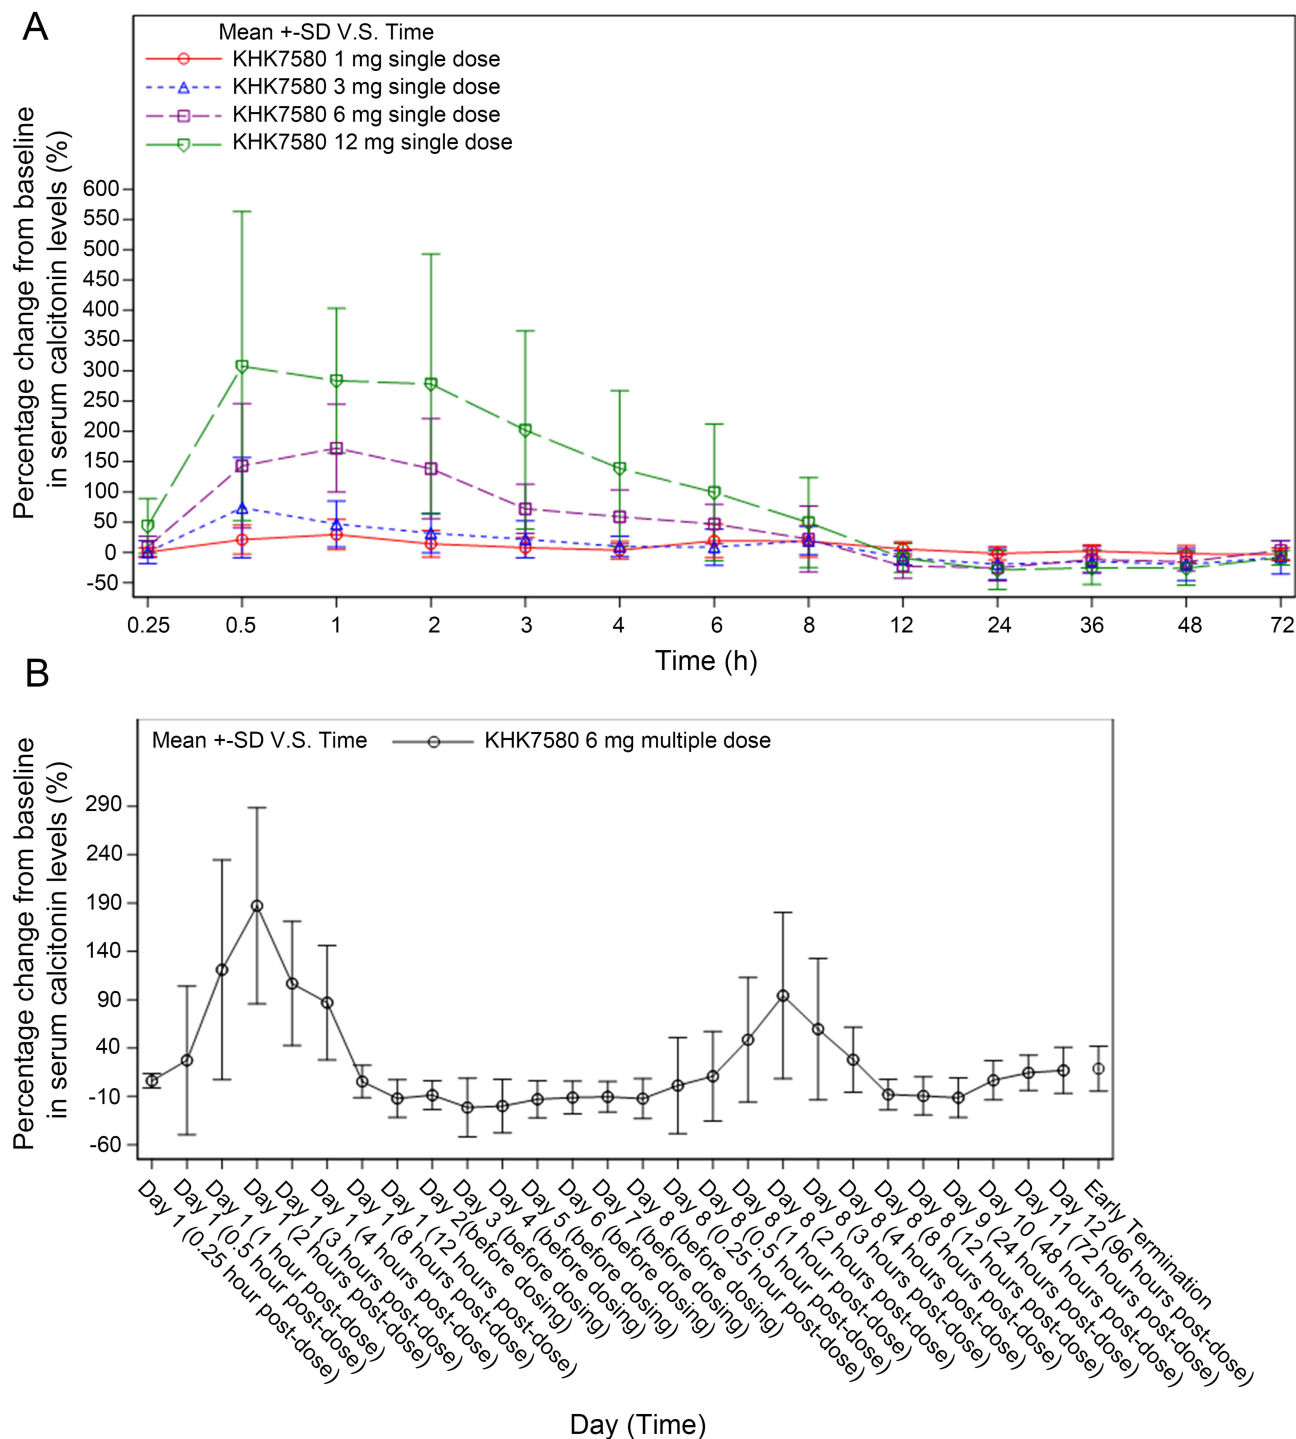 A
Mean +-SD V.S. Time
KHK7580 1 mg single dose
KHK7580 3 mg single dose
KHK7580 6 mg single dose
KHK7580 12 mg single dose
Percentage change from baseline
in serum calcitonin levels (%)
600
550
500
450
400
350
300
250
200
150
100
50
0
-50
0.25 0.5 1 2 3 4 6 8 12 24 36 48 72
Time (h)
B
Mean +-SD V.S. Time KHK7580 6 mg multiple dose
Percentage change from baseline
in serum calcitonin levels (%)
290
240
190
140
90
40
-10
-60
Day 1 (0.25 hour post-dose)
Day 1 (0.5 hour post-dose)
Day 1 (1 hour post-dose)
Day 1 (2 hours post-dose)
Day 1 (3 hours post-dose)
Day 1 (4 hours post-dose)
Day 1 (8 hours post-dose)
Day 1 (12 hours post-dose)
Day 2(before dosing)
Day 3 (before dosing)
Day 4 (before dosing)
Day 5 (before dosing)
Day 6 (before dosing)
Day 7 (before dosing)
Day 8 (before dosing)
Day 8 (0.25 hour post-dose)
Day 8 (0.5 hour post-dose)
Day 8 (1 hour post-dose)
Day 8 (2 hours post-dose)
Day 8 (3 hours post-dose)
Day 8 (4 hours post-dose)
Day 8 (8 hours post-dose)
Day 8 (12 hours post-dose)
Day 9 (24 hours post-dose)
Day 10 (48 hours post-dose)
Day 11 (72 hours post-dose)
Day 12 (96 hours post-dose)
Early Termination
Day (Time)